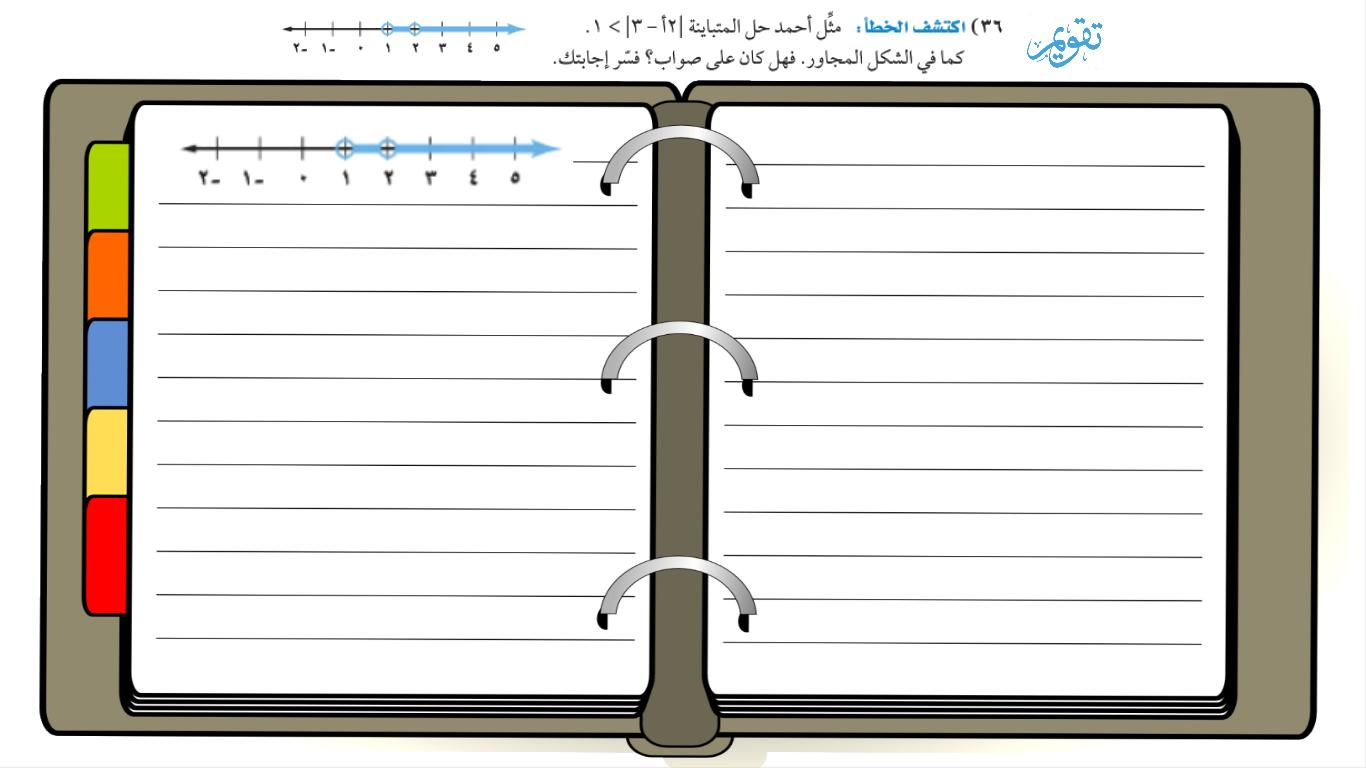 تقويم
٣٦) اكتشف الخطأ: مثِّل أحمد حل المتباينة |٢أ - ٣| > ١.
كما في الشكل المجاور. فهل كان على صواب؟ فسّر إجابتك.
-٢ -١ ٠ ١ ٢ ٣ ٤ ٥
-٢ -١ ٠ ١ ٢ ٣ ٤ ٥